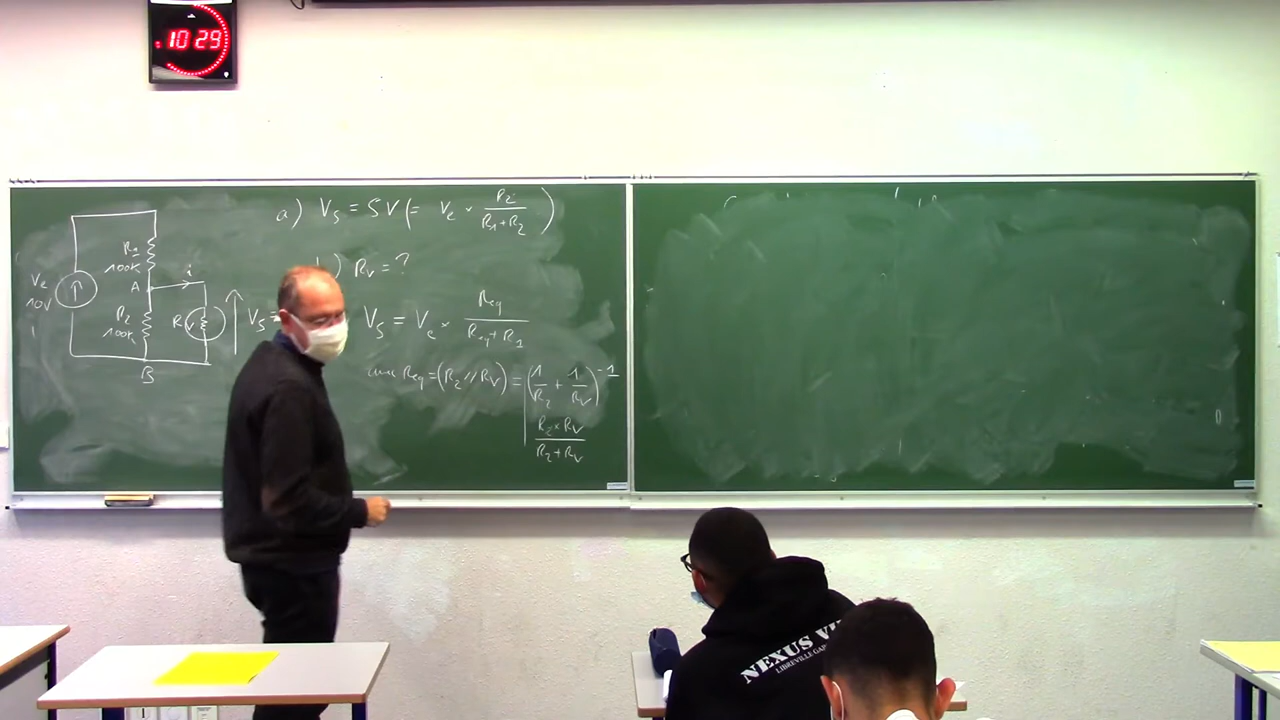 10 29
a) Vs = 5V (= Ve × R2 / R1 + R2 )
) Rv = ?
R1
100k
i
Ve
10V
A
R2
100k
Rv
Vs =
B
Vs = Ve × Req / Req + R1
Req = (R2 // Rv) = (1/R2 + 1/Rv)^-1
R2 × Rv / R2 + Rv
NEXUS
LIBREVILLE